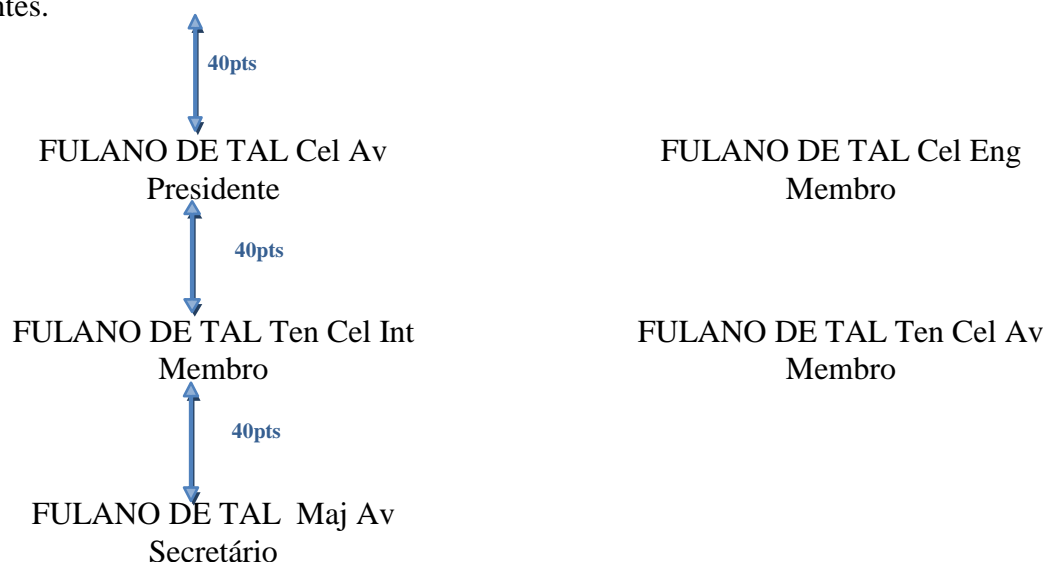 ntes.
40pts
FULANO DE TAL Cel Av
Presidente
FULANO DE TAL Cel Eng
Membro
40pts
FULANO DE TAL Ten Cel Int
Membro
FULANO DE TAL Ten Cel Av
Membro
40pts
FULANO DE TAL  Maj Av
Secretário